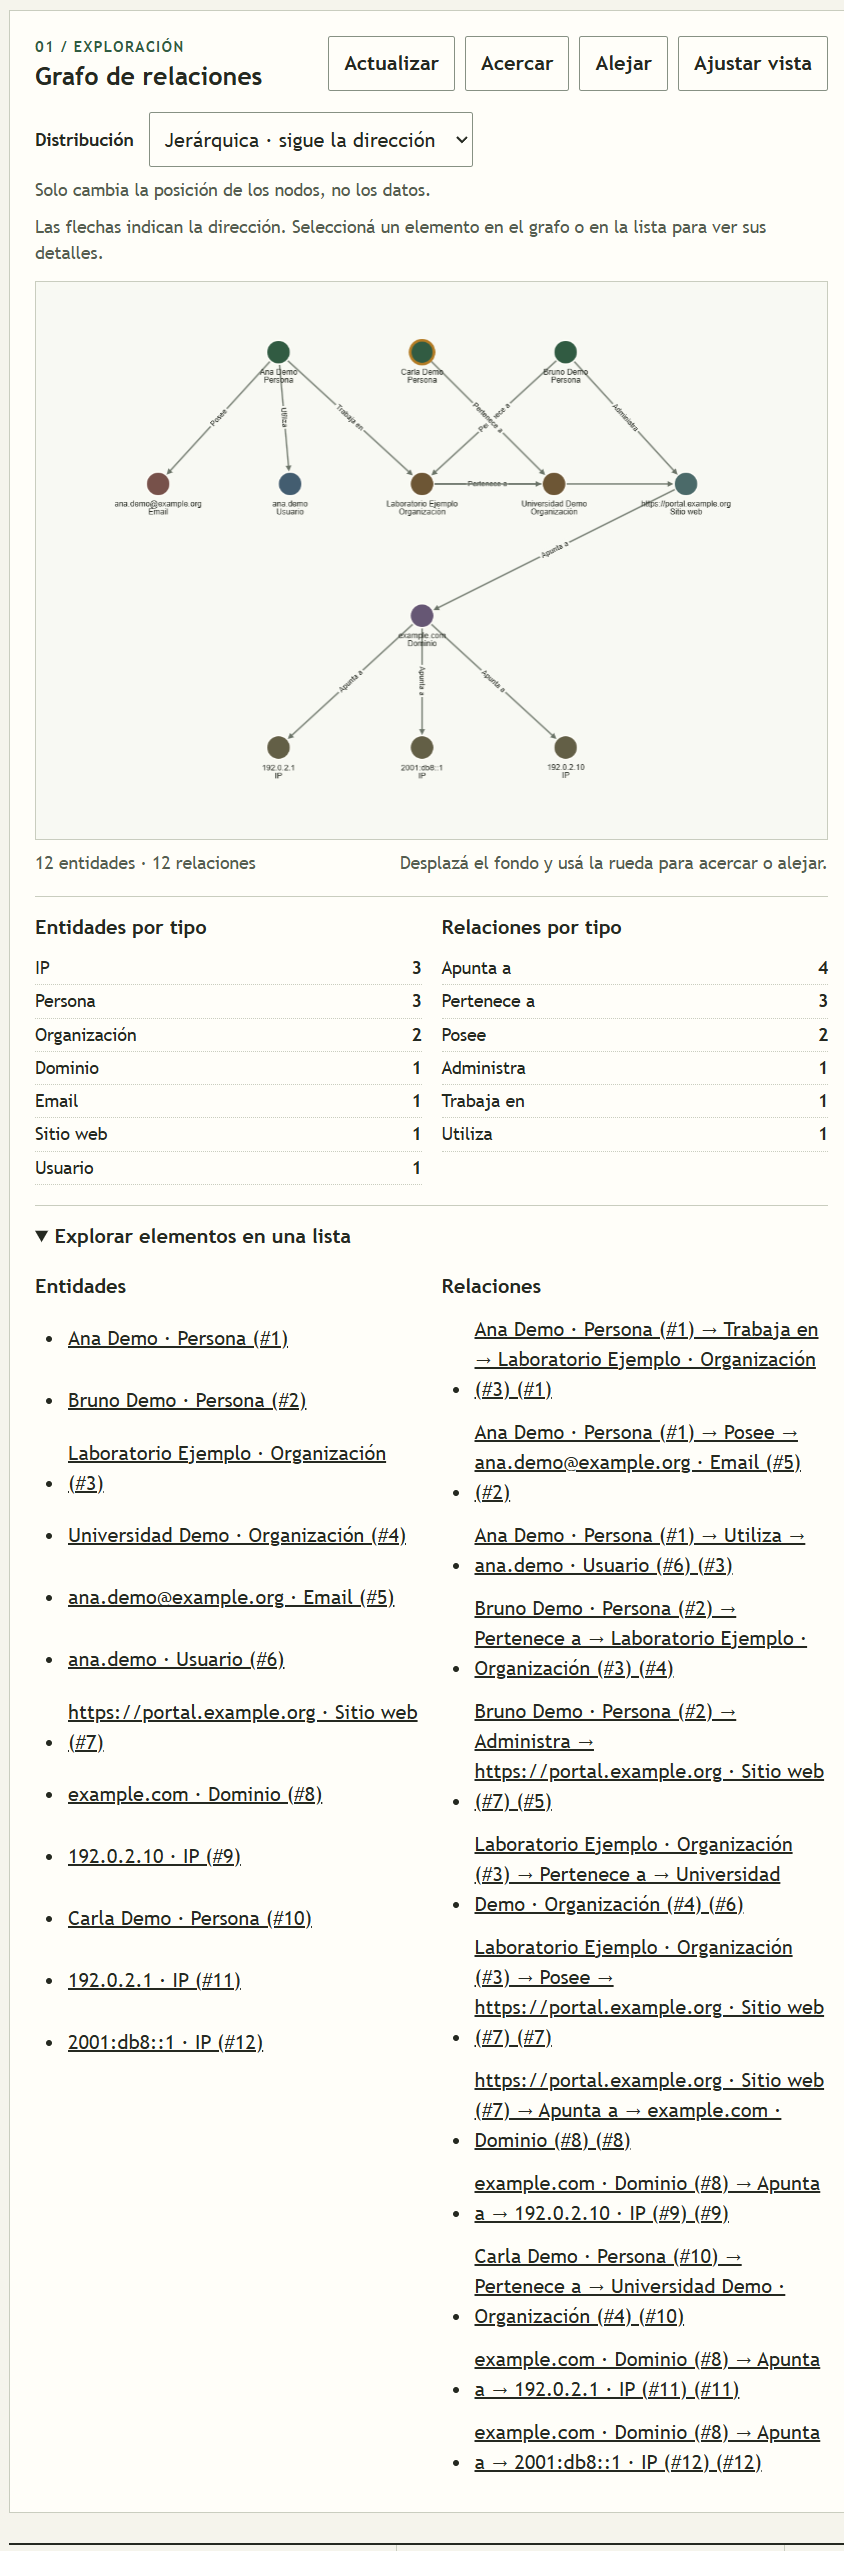 01 / EXPLORACIÓN
Grafo de relaciones
Actualizar
Acercar
Alejar
Ajustar vista
Distribución
Jerárquica · sigue la dirección
Solo cambia la posición de los nodos, no los datos.
Las flechas indican la dirección. Seleccioná un elemento en el grafo o en la lista para ver sus
detalles.
Ana Demo
Persona
Carla Demo
Persona
Bruno Demo
Persona
Posee
Utiliza
Trabaja en
Pertenece a
Administra
ana.demo@example.org
Email
ana.demo
Usuario
Laboratorio Ejemplo
Organización
Pertenece a
Universidad Demo
Organización
https://portal.example.org
Sitio web
Apunta a
example.com
Dominio
Apunta a
Apunta a
Apunta a
192.0.2.1
IP
2001:db8::1
IP
192.0.2.10
IP
12 entidades · 12 relaciones
Desplazá el fondo y usá la rueda para acercar o alejar.
Entidades por tipo
IP 3
Persona 3
Organización 2
Dominio 1
Email 1
Sitio web 1
Usuario 1
Relaciones por tipo
Apunta a 4
Pertenece a 3
Posee 2
Administra 1
Trabaja en 1
Utiliza 1
▼ Explorar elementos en una lista
Entidades
• Ana Demo · Persona (#1)
• Bruno Demo · Persona (#2)
Laboratorio Ejemplo · Organización
• (#3)
• Universidad Demo · Organización (#4)
• ana.demo@example.org · Email (#5)
• ana.demo · Usuario (#6)
https://portal.example.org · Sitio web
• (#7)
• example.com · Dominio (#8)
• 192.0.2.10 · IP (#9)
• Carla Demo · Persona (#10)
• 192.0.2.1 · IP (#11)
• 2001:db8::1 · IP (#12)
Relaciones
Ana Demo · Persona (#1) → Trabaja en
→ Laboratorio Ejemplo · Organización
• (#3) (#1)
Ana Demo · Persona (#1) → Posee →
ana.demo@example.org · Email (#5)
• (#2)
Ana Demo · Persona (#1) → Utiliza →
• ana.demo · Usuario (#6) (#3)
Bruno Demo · Persona (#2) →
Pertenece a → Laboratorio Ejemplo ·
• Organización (#3) (#4)
Bruno Demo · Persona (#2) →
Administra →
https://portal.example.org · Sitio web
• (#7) (#5)
Laboratorio Ejemplo · Organización
(#3) → Pertenece a → Universidad
• Demo · Organización (#4) (#6)
Laboratorio Ejemplo · Organización
(#3) → Posee →
https://portal.example.org · Sitio web
• (#7) (#7)
https://portal.example.org · Sitio web
(#7) → Apunta a → example.com ·
• Dominio (#8) (#8)
example.com · Dominio (#8) → Apunta
• a → 192.0.2.10 · IP (#9) (#9)
Carla Demo · Persona (#10) →
Pertenece a → Universidad Demo ·
• Organización (#4) (#10)
example.com · Dominio (#8) → Apunta
• a → 192.0.2.1 · IP (#11) (#11)
example.com · Dominio (#8) → Apunta
• a → 2001:db8::1 · IP (#12) (#12)